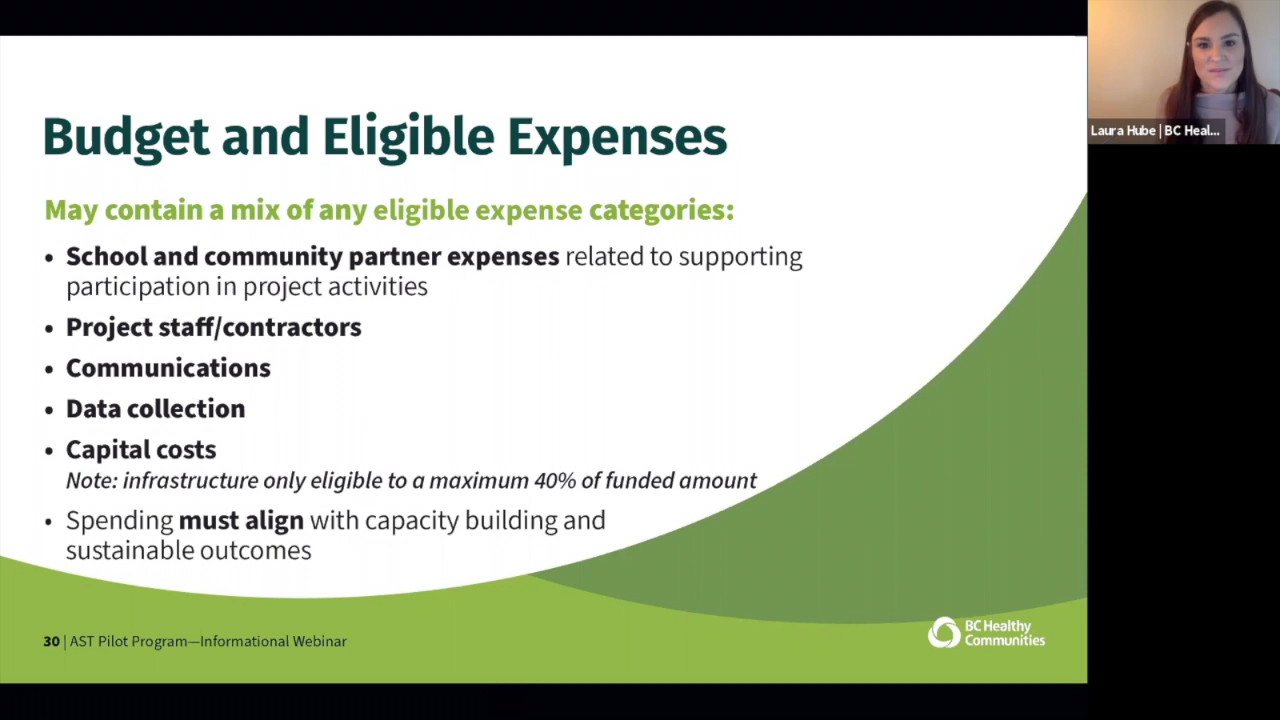 Budget and Eligible Expenses
May contain a mix of any eligible expense categories:
• School and community partner expenses related to supporting
participation in project activities
• Project staff/contractors
• Communications
• Data collection
• Capital costs
Note: infrastructure only eligible to a maximum 40% of funded amount
• Spending must align with capacity building and
sustainable outcomes
30 | AST Pilot Program—Informational Webinar
BC Healthy
Communities
Laura Hube | BC Heal...